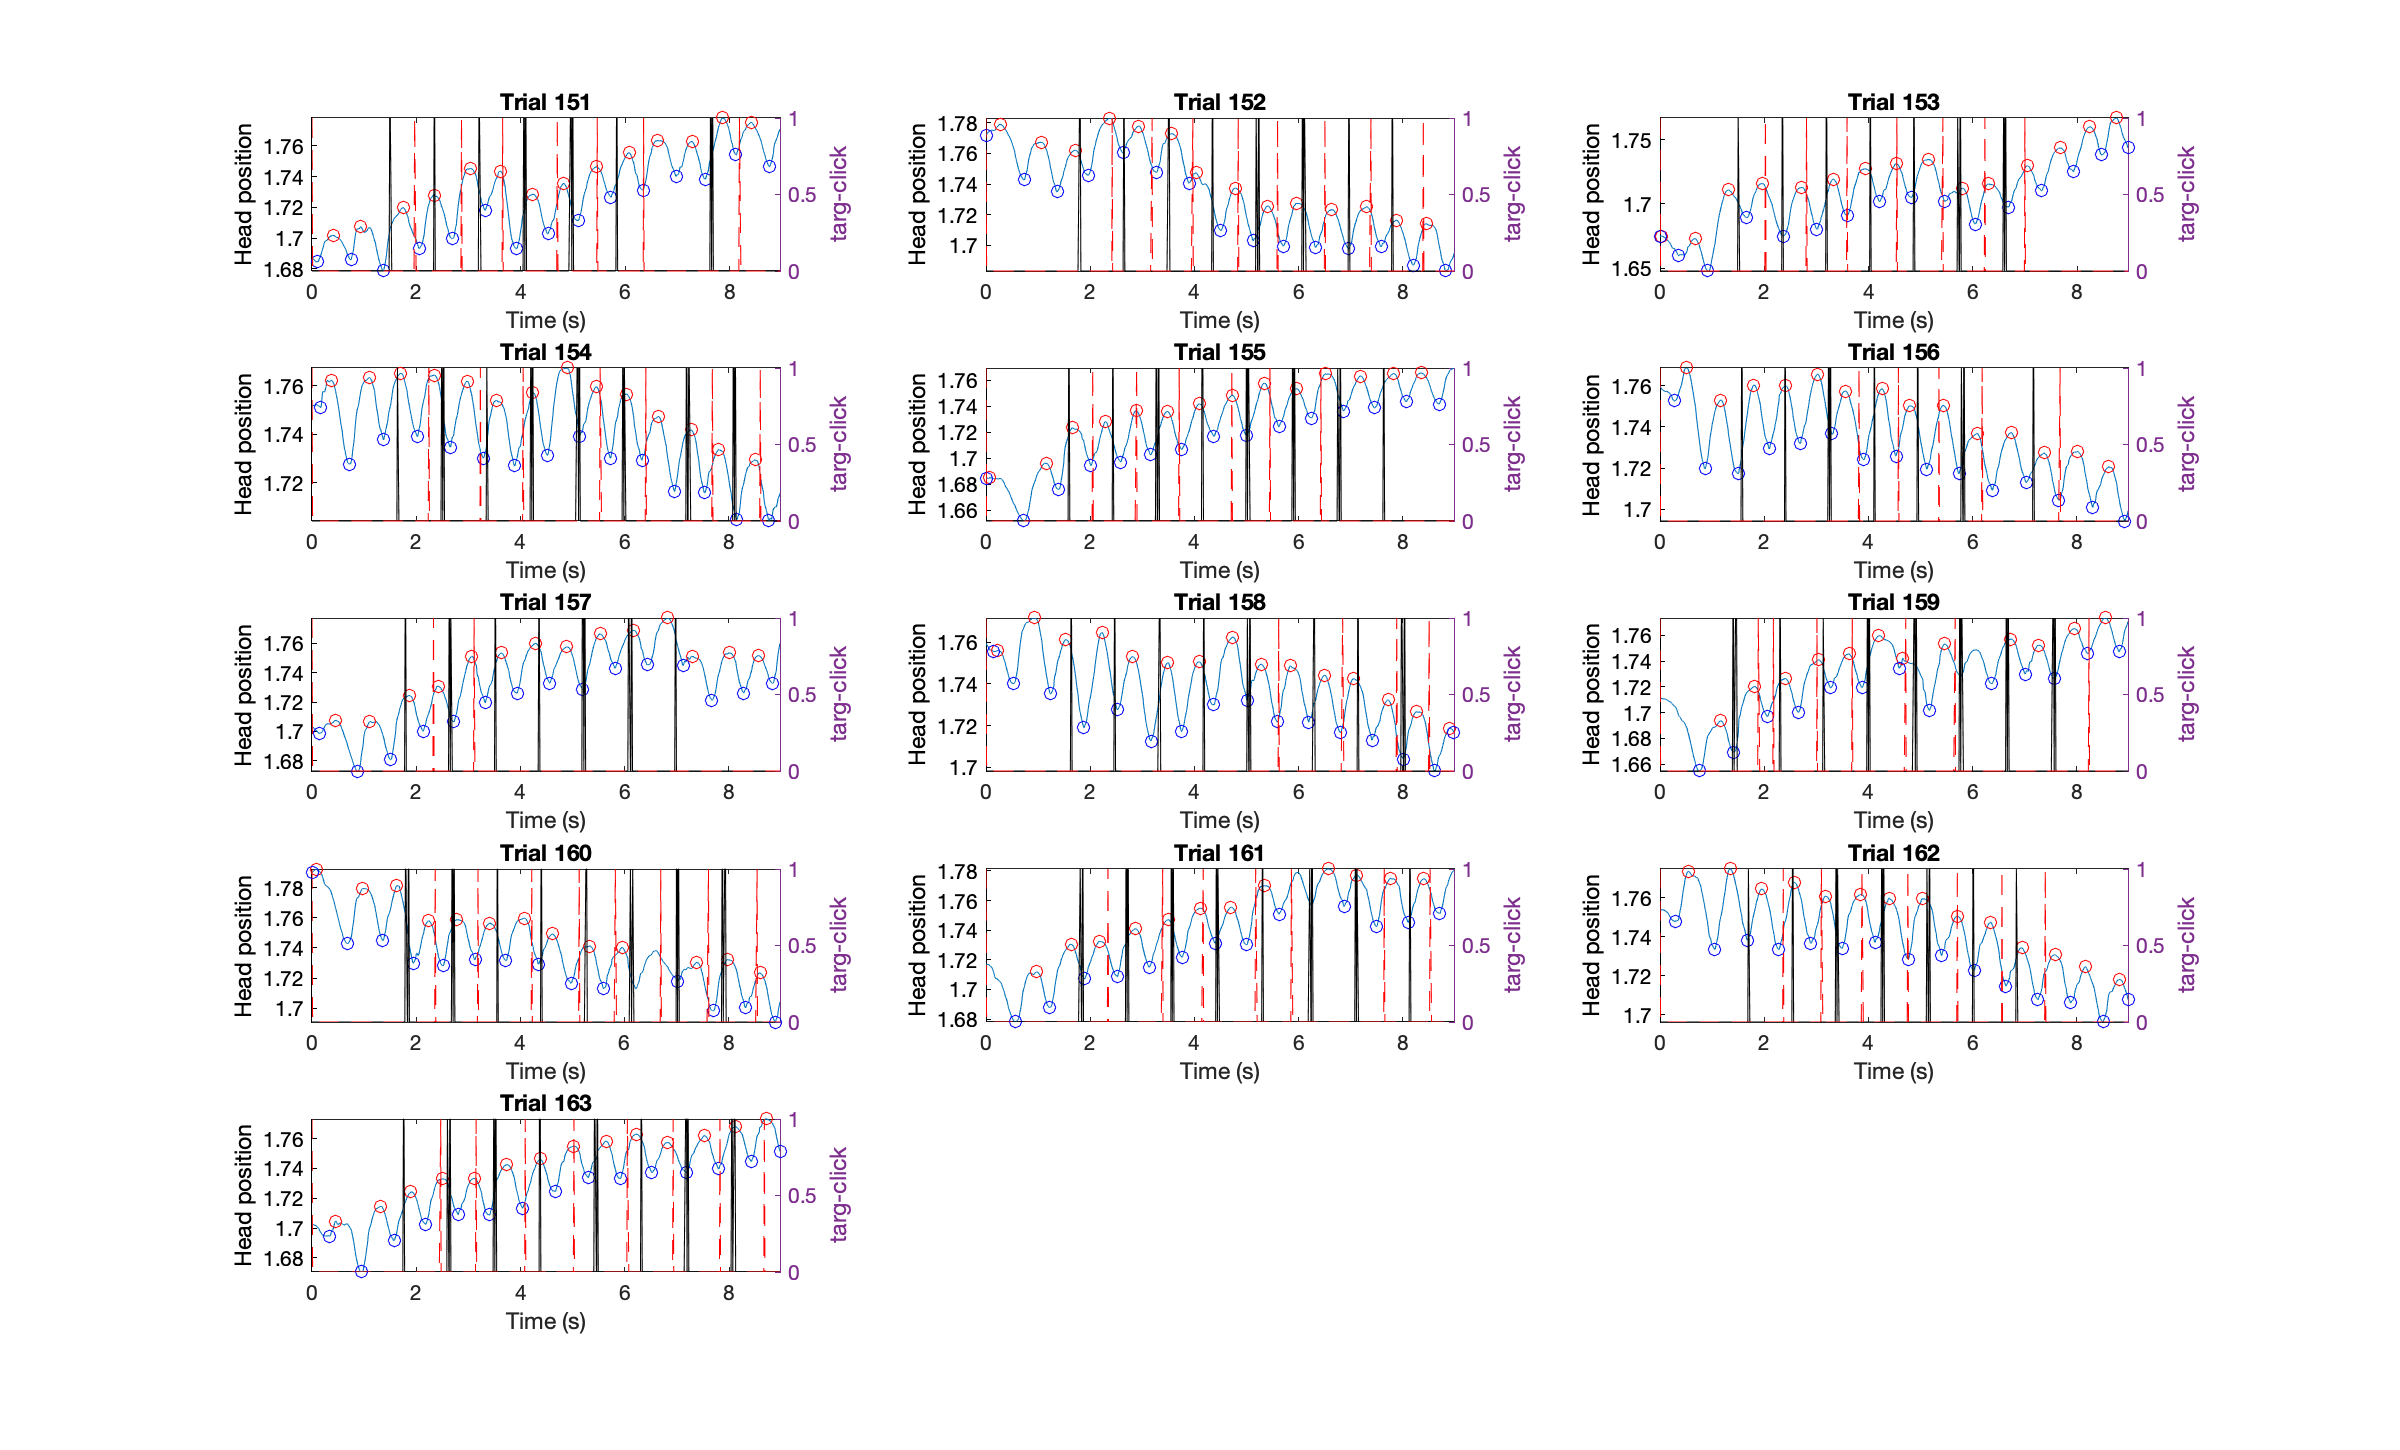 Trial 151
Head position
1.76
1.74
1.72
1.7
1.68
1
0.5
0
targ-click
0 2 4 6 8
Time (s)
Trial 152
Head position
1.78
1.76
1.74
1.72
1.7
1
0.5
0
targ-click
0 2 4 6 8
Time (s)
Trial 153
Head position
1.75
1.7
1.65
1
0.5
0
targ-click
0 2 4 6 8
Time (s)
Trial 154
Head position
1.76
1.74
1.72
1
0.5
0
targ-click
0 2 4 6 8
Time (s)
Trial 155
Head position
1.76
1.74
1.72
1.7
1.68
1.66
1
0.5
0
targ-click
0 2 4 6 8
Time (s)
Trial 156
Head position
1.76
1.74
1.72
1.7
1
0.5
0
targ-click
0 2 4 6 8
Time (s)
Trial 157
Head position
1.76
1.74
1.72
1.7
1.68
1
0.5
0
targ-click
0 2 4 6 8
Time (s)
Trial 158
Head position
1.76
1.74
1.72
1.7
1
0.5
0
targ-click
0 2 4 6 8
Time (s)
Trial 159
Head position
1.76
1.74
1.72
1.7
1.68
1.66
1
0.5
0
targ-click
0 2 4 6 8
Time (s)
Trial 160
Head position
1.78
1.76
1.74
1.72
1.7
1
0.5
0
targ-click
0 2 4 6 8
Time (s)
Trial 161
Head position
1.78
1.76
1.74
1.72
1.7
1.68
1
0.5
0
targ-click
0 2 4 6 8
Time (s)
Trial 162
Head position
1.76
1.74
1.72
1.7
1
0.5
0
targ-click
0 2 4 6 8
Time (s)
Trial 163
Head position
1.76
1.74
1.72
1.7
1.68
1
0.5
0
targ-click
0 2 4 6 8
Time (s)